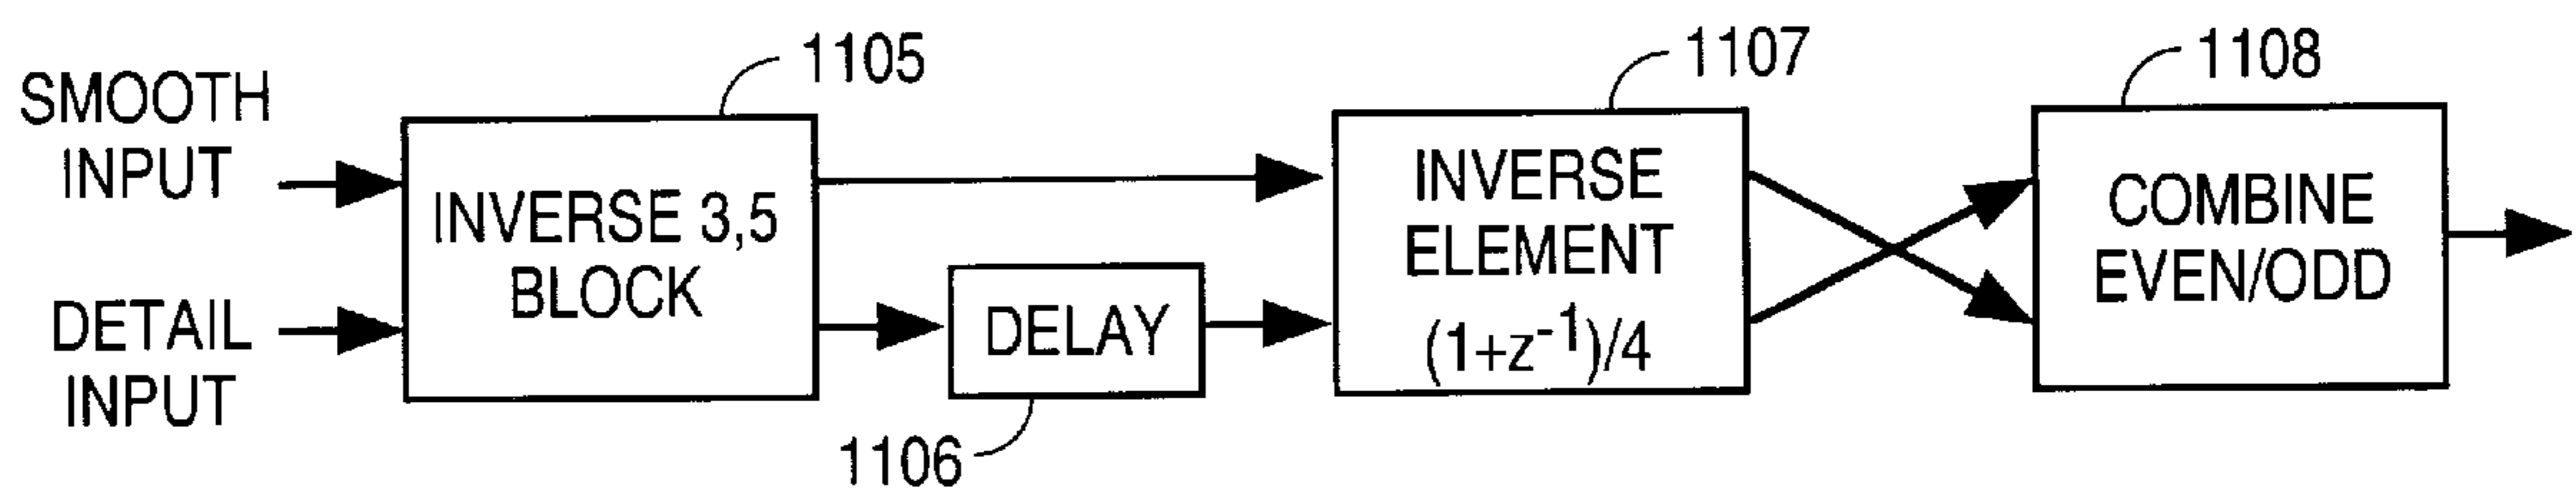 SMOOTH
INPUT
DETAIL
INPUT
1105
INVERSE 3,5
BLOCK
DELAY
1106
1107
INVERSE
ELEMENT
(1+z⁻¹)/4
1108
COMBINE
EVEN/ODD